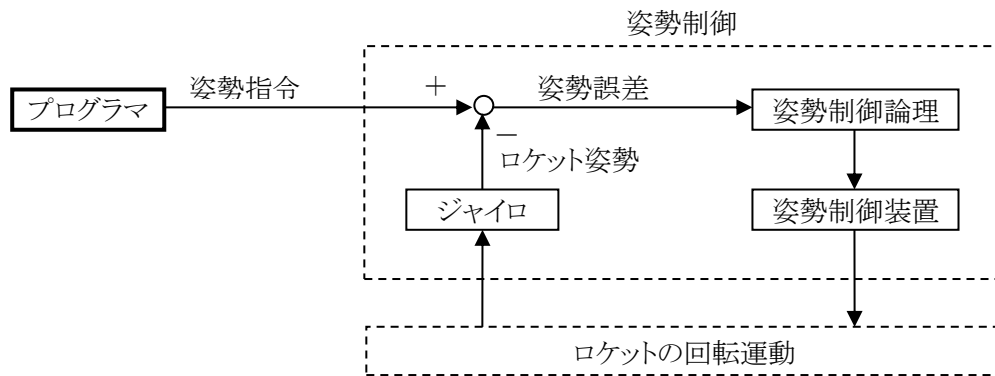 姿勢制御
姿勢指令
+
姿勢誤差
プログラマ
姿勢制御論理
−
ロケット姿勢
ジャイロ
姿勢制御装置
ロケットの回転運動